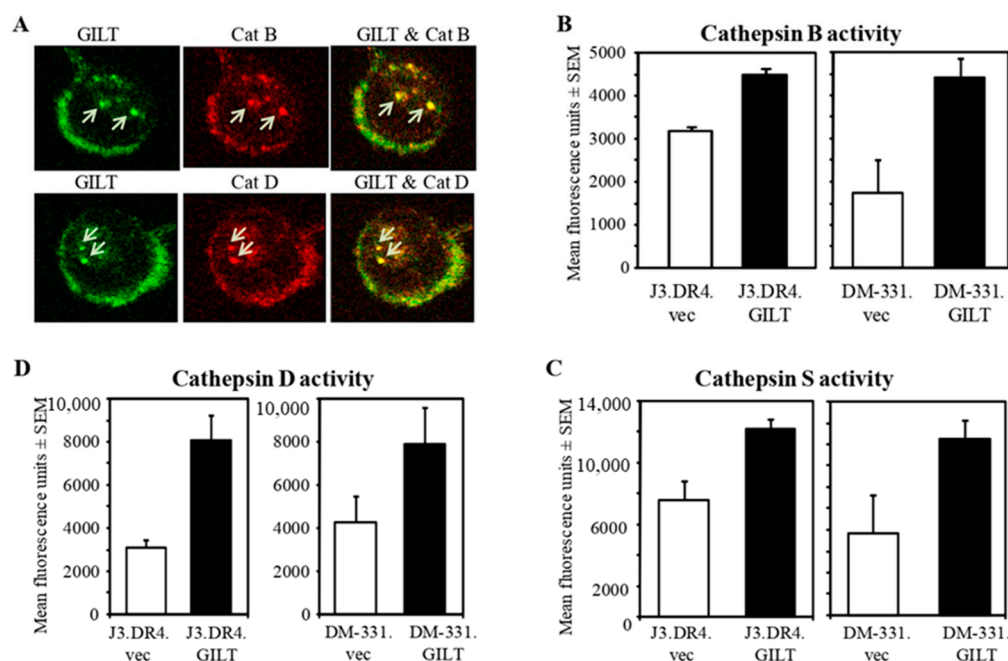 A
GILT
Cat B
GILT & Cat B
GILT
Cat D
GILT & Cat D
B
Cathepsin B activity
Mean fluorescence units ± SEM
5000
4000
3000
2000
1000
0
J3.DR4.
vec
J3.DR4.
GILT
DM-331.
vec
DM-331.
GILT
D
Cathepsin D activity
Mean fluorescence units ± SEM
10,000
8000
6000
4000
2000
0
J3.DR4.
vec
J3.DR4.
GILT
10,000
8000
6000
4000
2000
0
DM-331.
vec
DM-331.
GILT
C
Cathepsin S activity
Mean fluorescence units ± SEM
14,000
10,000
6000
2000
0
J3.DR4.
vec
J3.DR4.
GILT
DM-331.
vec
DM-331.
GILT